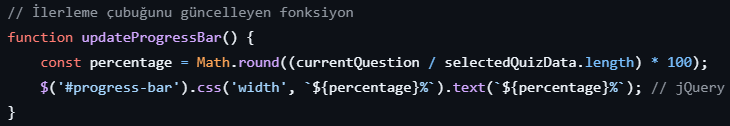 // İlerleme çubuğunu güncelleyen fonksiyon
function updateProgressBar() {
    const percentage = Math.round((currentQuestion / selectedQuizData.length) * 100);
    $('#progress-bar').css('width', `${percentage}%`).text(`${percentage}%`); // jQuery
}